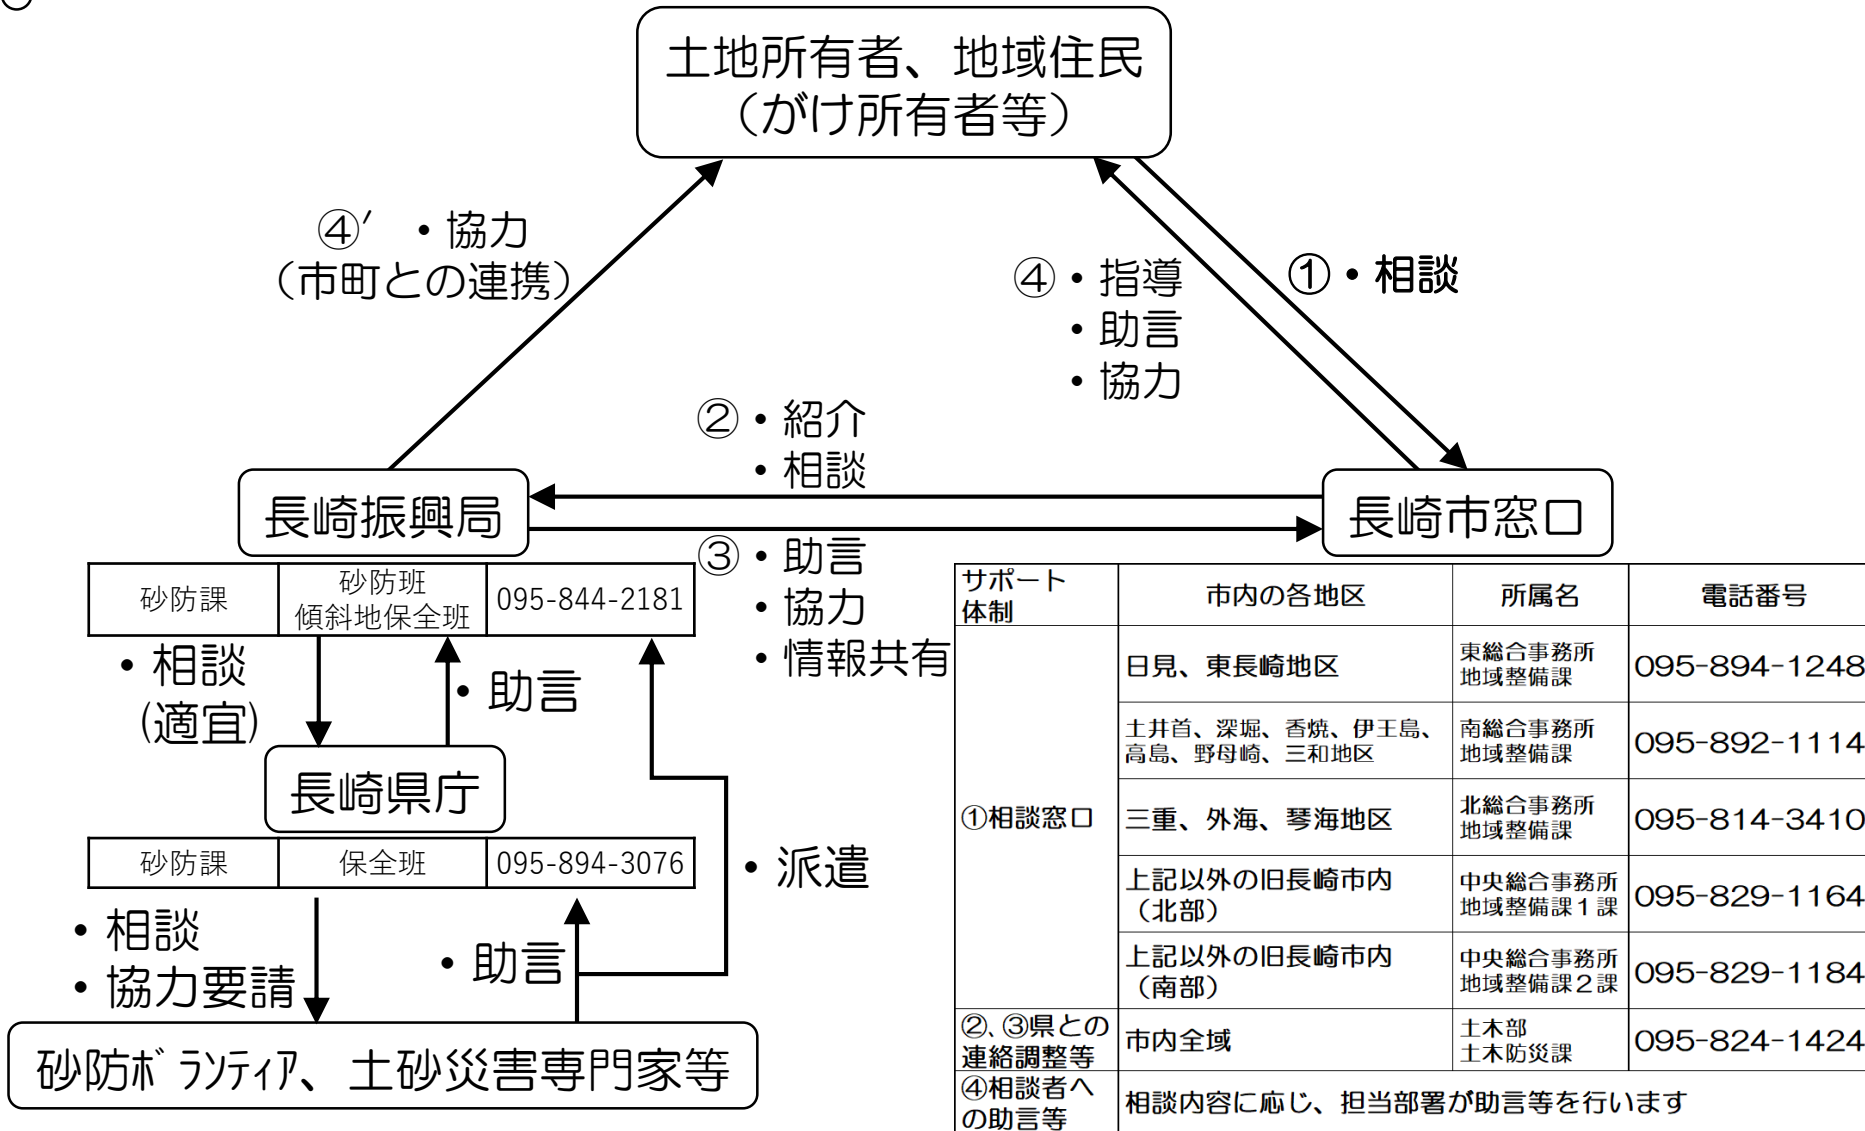 土地所有者、地域住民
（がけ所有者等）
④′ ・協力
（市町との連携）
④・指導
・助言
・協力
①・相談
②・紹介
・相談
長崎振興局
長崎市窓口
③・助言
・協力
・情報共有
砂防課 砂防班 傾斜地保全班 095-844-2181
・相談
(適宜)
・助言
長崎県庁
砂防課 保全班 095-894-3076
・派遣
・相談
・協力要請
・助言
砂防ﾎﾞﾗﾝﾃｨｱ、土砂災害専門家等
サポート
体制
市内の各地区 所属名 電話番号
①相談窓口
日見、東長崎地区
東総合事務所
地域整備課
095-894-1248
土井首、深堀、香焼、伊王島、
高島、野母崎、三和地区
南総合事務所
地域整備課
095-892-1114
三重、外海、琴海地区
北総合事務所
地域整備課
095-814-3410
上記以外の旧長崎市内
（北部）
中央総合事務所
地域整備課１課
095-829-1164
上記以外の旧長崎市内
（南部）
中央総合事務所
地域整備課２課
095-829-1184
②、③県との
連絡調整等
市内全域
土木部
土木防災課
095-824-1424
④相談者へ
の助言等
相談内容に応じ、担当部署が助言等を行います